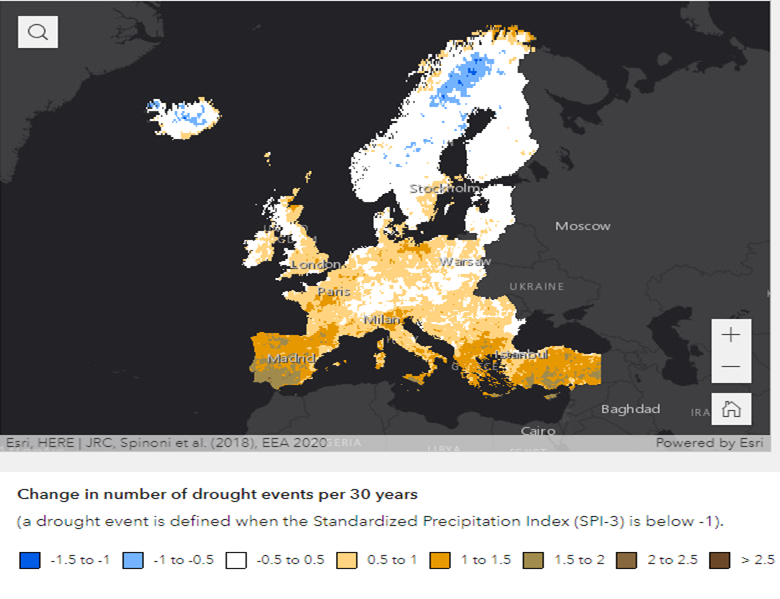 Stockholm
Moscow
London
Warsaw
Paris
UKRAINE
Milan
Madrid
Istanbul
Baghdad
IRA
Cairo
Esri, HERE | JRC, Spinoni et al. (2018), EEA 2020
Powered by Esri
Change in number of drought events per 30 years
(a drought event is defined when the Standardized Precipitation Index (SPI-3) is below -1).
-1.5 to -1 -1 to -0.5 -0.5 to 0.5 0.5 to 1 1 to 1.5 1.5 to 2 2 to 2.5 > 2.5